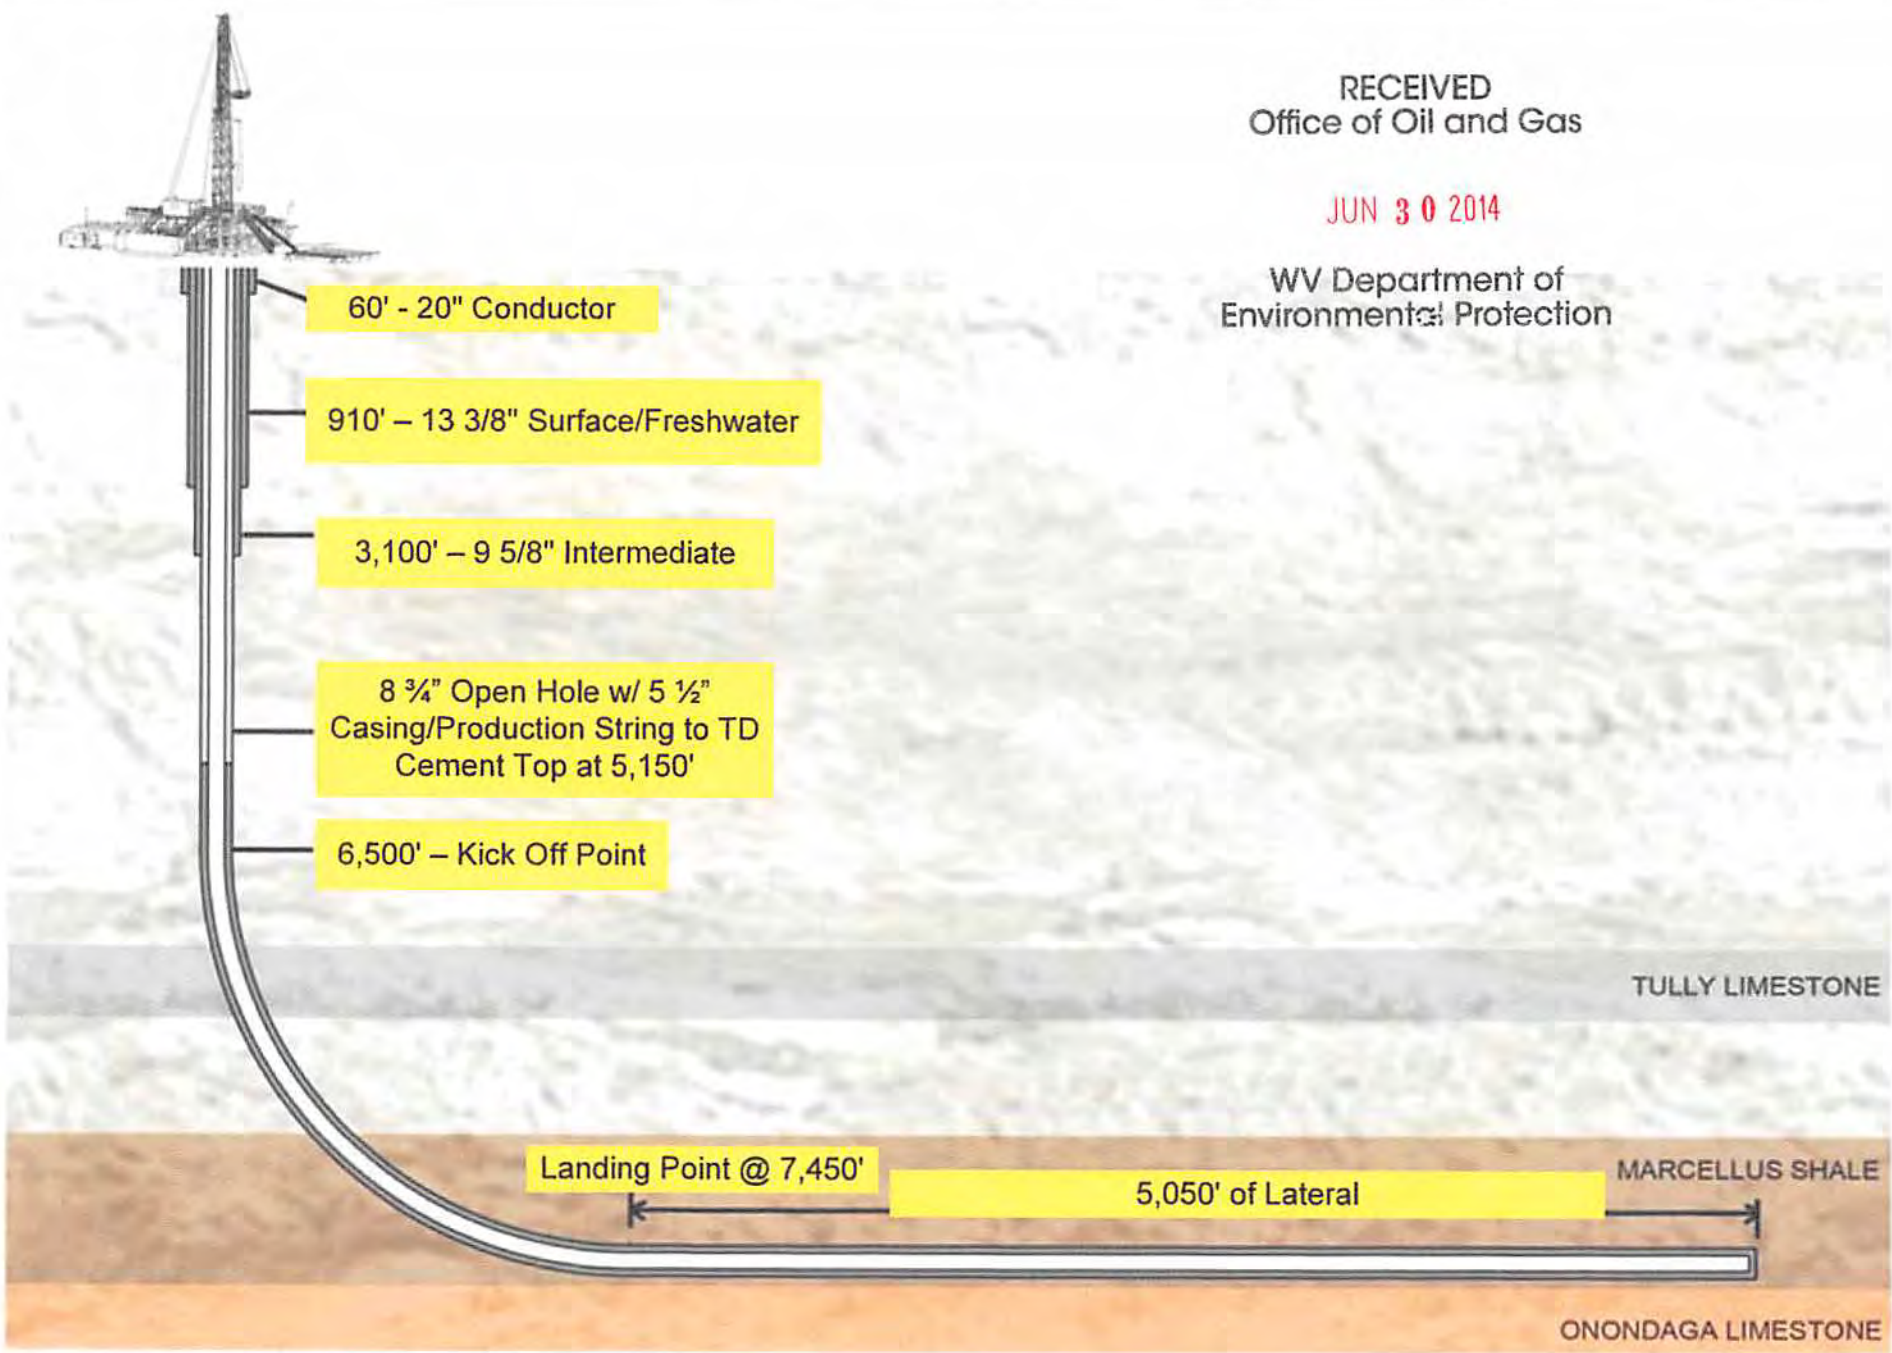 RECEIVED
Office of Oil and Gas
JUN 30 2014
WV Department of
Environmental Protection
60' - 20" Conductor
910' – 13 3/8" Surface/Freshwater
3,100' – 9 5/8" Intermediate
8 ¾” Open Hole w/ 5 ½”
Casing/Production String to TD
Cement Top at 5,150'
6,500' – Kick Off Point
TULLY LIMESTONE
Landing Point @ 7,450'
5,050' of Lateral
MARCELLUS SHALE
ONONDAGA LIMESTONE